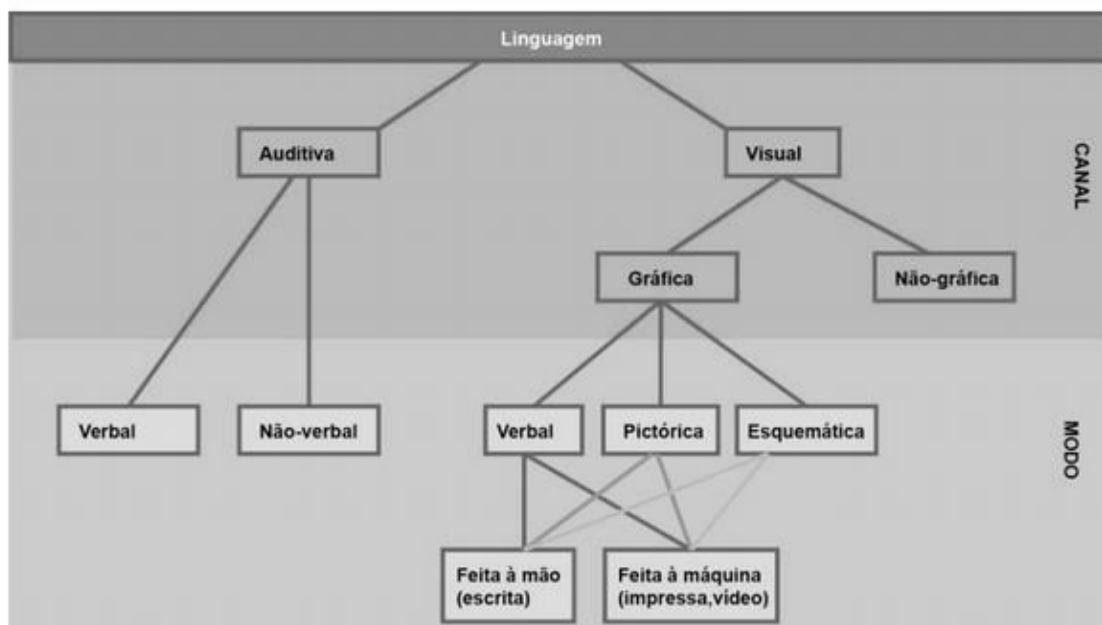 Linguagem
Auditiva
Visual
CANAL
Gráfica
Não-gráfica
Verbal
Não-verbal
Verbal
Pictórica
Esquemática
MODO
Feita à mão
(escrita)
Feita à máquina
(impressa,vídeo)